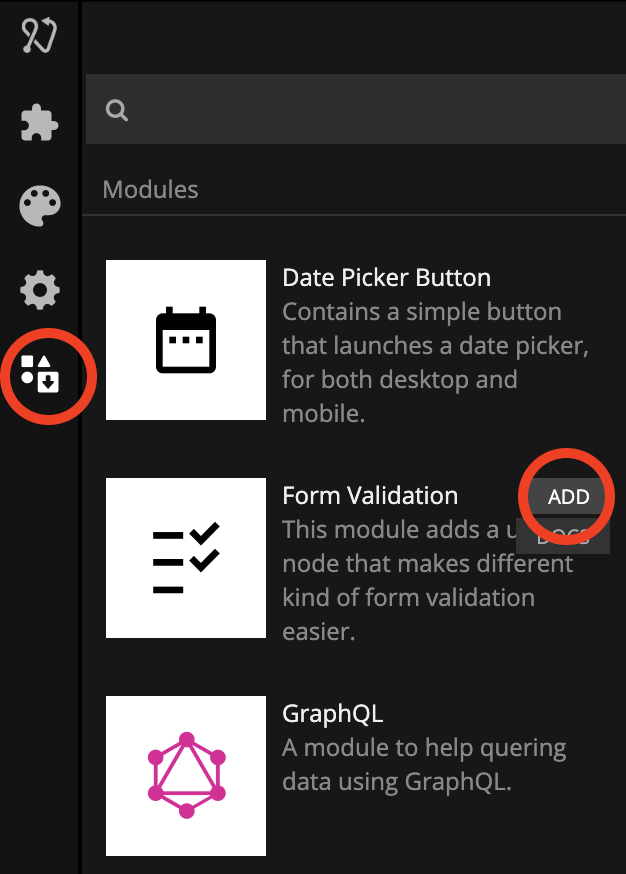 Modules
Date Picker Button
Contains a simple button
that launches a date picker,
for both desktop and
mobile.
Form Validation
ADD
This module adds a u
DOCS
node that makes different
kind of form validation
easier.
GraphQL
A module to help quering
data using GraphQL.